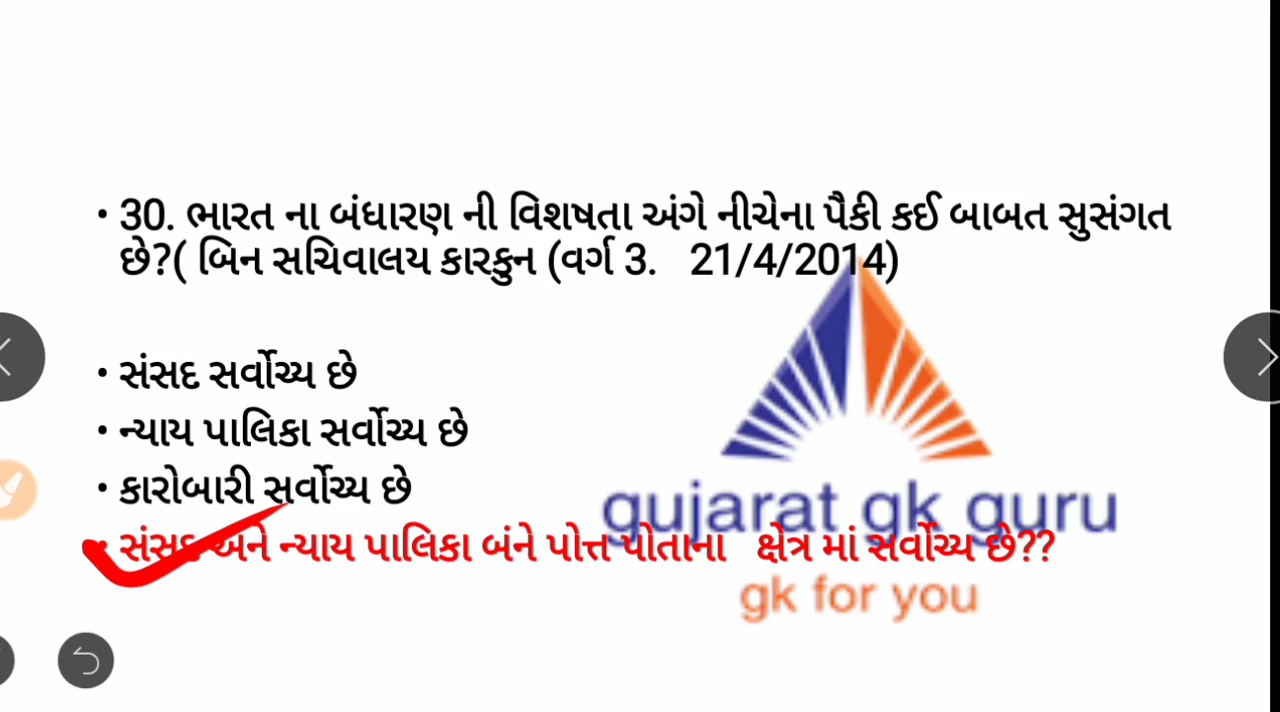 • 30. ભારત ના બંધારણ ની વિશષતા અંગે નીચેના પૈકી કઈ બાબત સુસંગત
છે?( બિન સચિવાલય કારકુન (વર્ગ 3. 21/4/2014)
• સંસદ સર્વોચ્ય છે
• ન્યાય પાલિકા સર્વોચ્ય છે
• કારોબારી સર્વોચ્ય છે
• સંસદ અને ન્યાય પાલિકા બંને પોત્ત પોતાના ક્ષેત્ર માં સર્વોચ્ય છે??
gujarat gk guru
gk for you